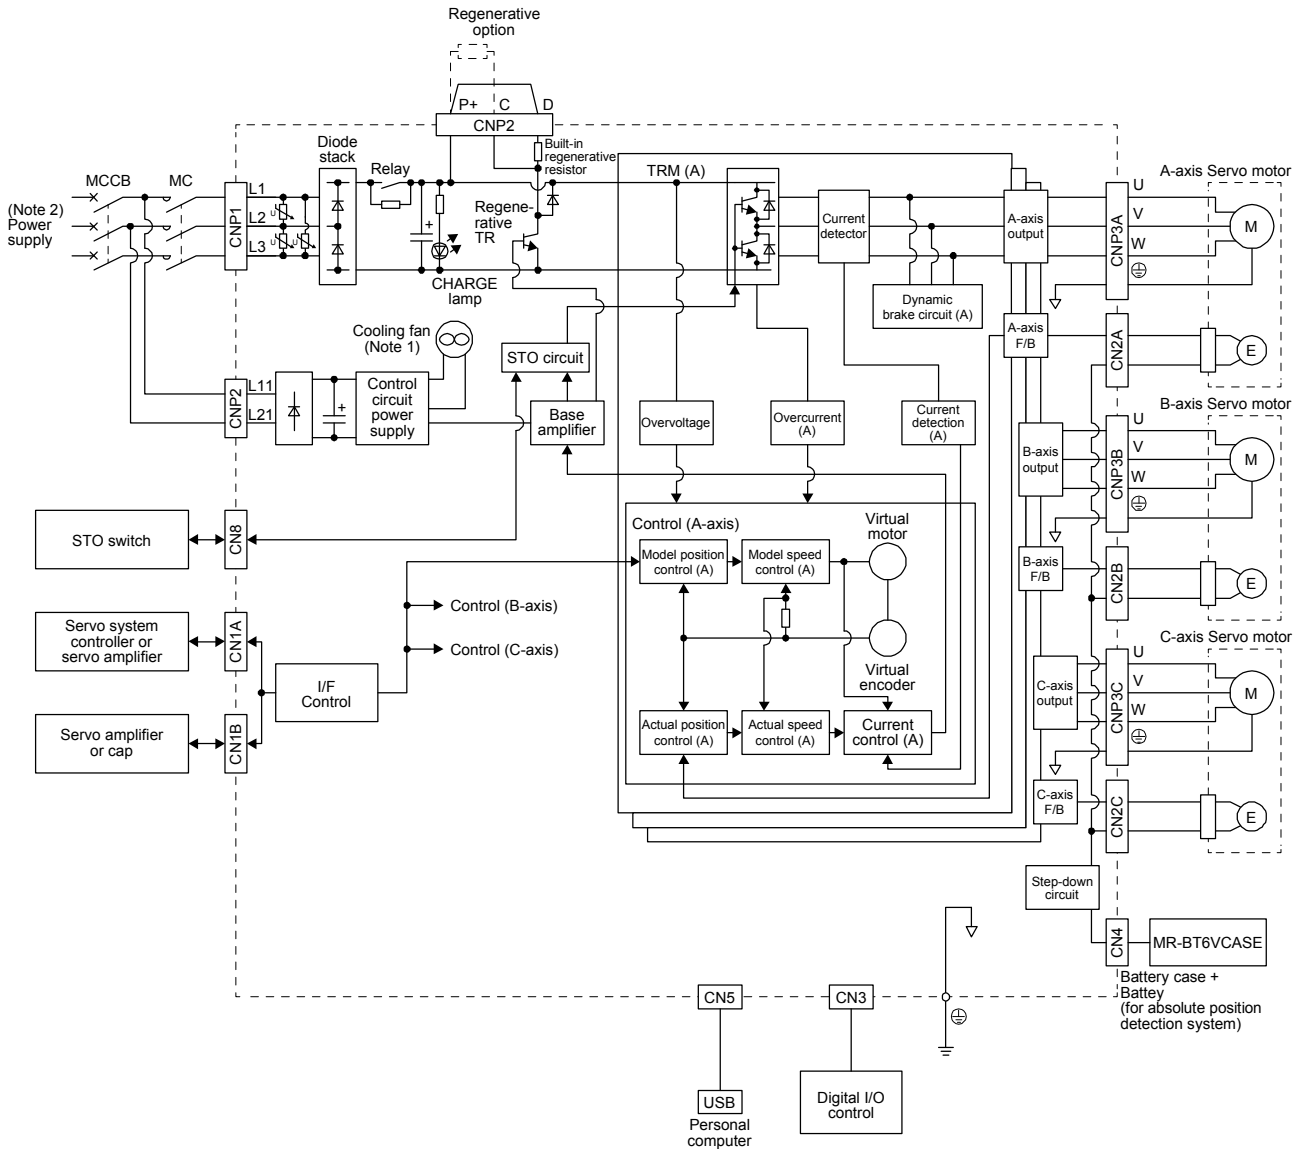 Regenerative
option
P+ C D
CNP2
Built-in
regenerative
resistor
Diode
stack
Relay
TRM (A)
MCCB MC
(Note 2)
Power
supply
CNP1
L1
L2
L3
U
U
U
+
Regene-
rative
TR
CHARGE
lamp
Current
detector
Dynamic
brake circuit (A)
A-axis
output
CNP3A
U
V
W
A-axis Servo motor
M
A-axis
F/B
CN2A
E
Cooling fan
(Note 1)
STO circuit
CNP2
L11
L21
+
Control
circuit
power
supply
Base
amplifier
Overvoltage
Overcurrent
(A)
Current
detection
(A)
B-axis Servo motor
B-axis
output
CNP3B
U
V
W
M
B-axis
F/B
CN2B
E
STO switch
CN8
Control (A-axis)
Virtual
motor
Model position
control (A)
Model speed
control (A)
Control (B-axis)
Control (C-axis)
Servo system
controller or
servo amplifier
CN1A
I/F
Control
Virtual
encoder
Servo amplifier
or cap
CN1B
Actual position
control (A)
Actual speed
control (A)
Current
control (A)
C-axis Servo motor
C-axis
output
CNP3C
U
V
W
M
C-axis
F/B
CN2C
E
Step-down
circuit
CN4
MR-BT6VCASE
Battery case +
Battey
(for absolute position
detection system)
CN5
CN3
USB
Personal
computer
Digital I/O
control